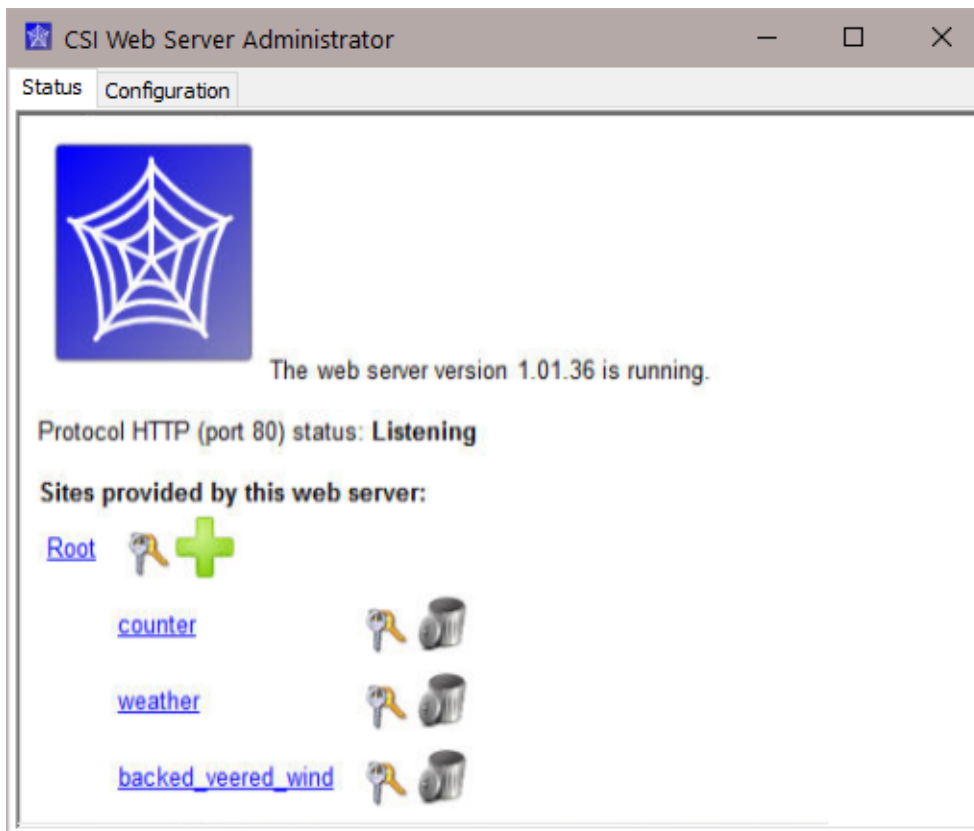 CSI Web Server Administrator
Status Configuration
The web server version 1.01.36 is running.
Protocol HTTP (port 80) status: Listening
Sites provided by this web server:
Root
counter
weather
backed_veered_wind